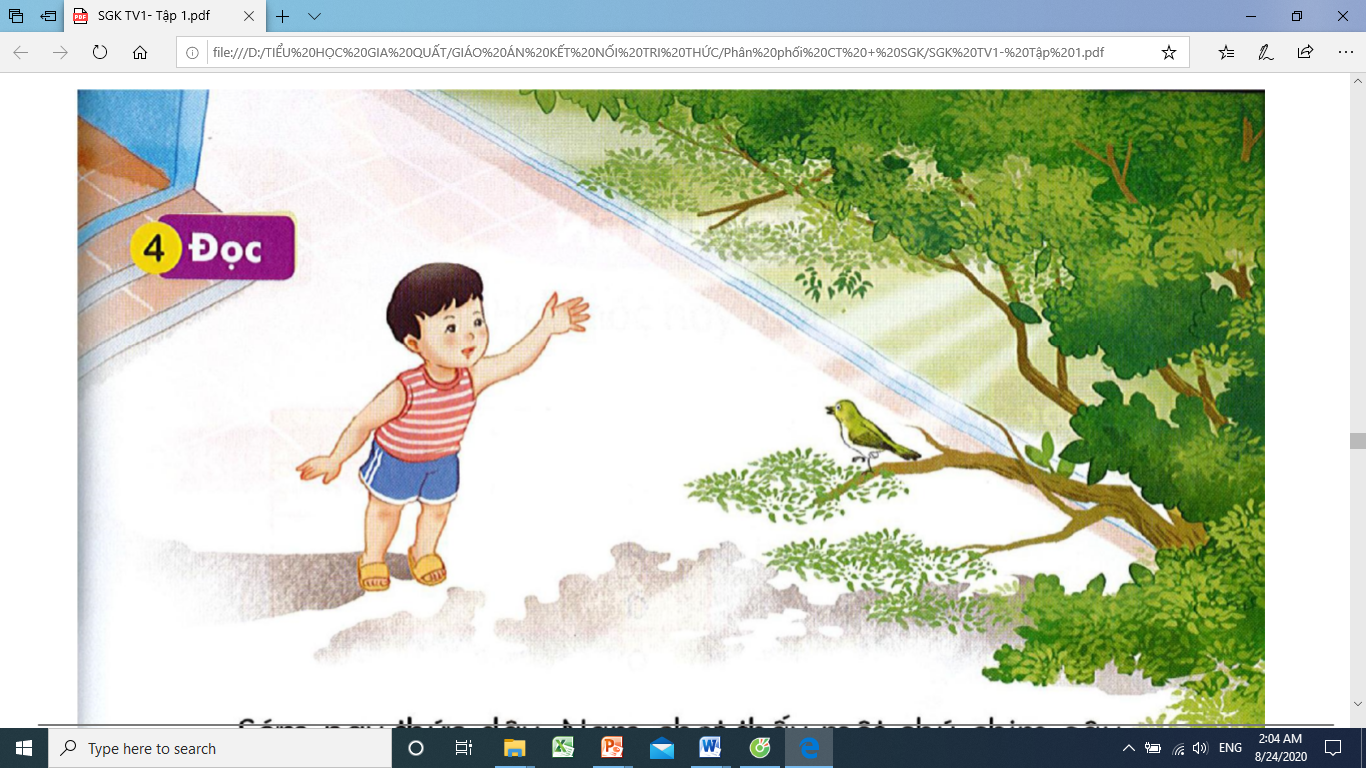 SGK TV1- Tập 1.pdf
file:///D:/TIỂU%20HỌC%20GIA%20QUẤT/GIÁO%20ÁN%20KẾT%20NỐI%20TRI%20THỨC/Phân%20phối%20CT%20+%20SGK/SGK%20TV1-%20Tập%201.pdf
4 Đọc
Type here to search
ENG
2:04 AM
8/24/2020